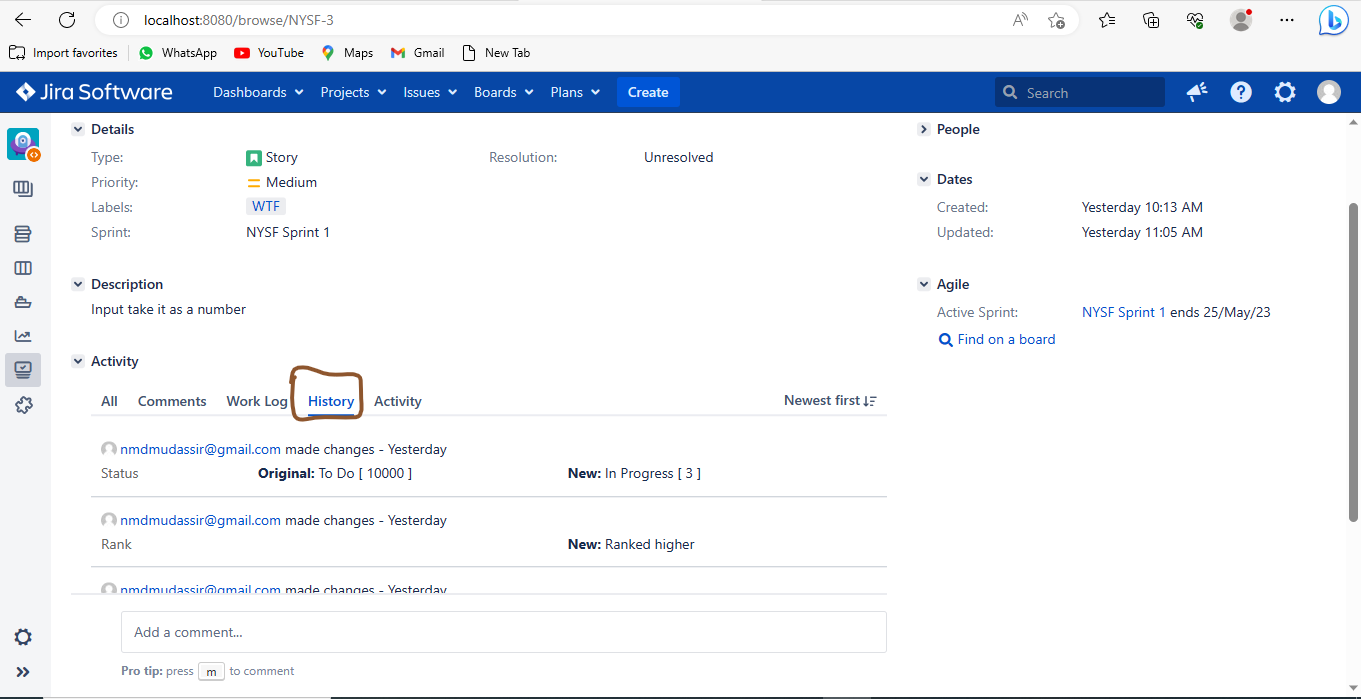 localhost:8080/browse/NYSF-3
Import favorites WhatsApp YouTube Maps Gmail New Tab
Jira Software Dashboards Projects Issues Boards Plans Create Search
Details
Type: Story Resolution: Unresolved
Priority: Medium
Labels: WTF
Sprint: NYSF Sprint 1
Description
Input take it as a number
Activity
All Comments Work Log History Activity Newest first
nmdmudassir@gmail.com made changes - Yesterday
Status Original: To Do [ 10000 ] New: In Progress [ 3 ]
nmdmudassir@gmail.com made changes - Yesterday
Rank New: Ranked higher
nmdmudassir@gmail.com made changes - Yesterday
Add a comment...
Pro tip: press m to comment
People
Dates
Created: Yesterday 10:13 AM
Updated: Yesterday 11:05 AM
Agile
Active Sprint: NYSF Sprint 1 ends 25/May/23
Find on a board